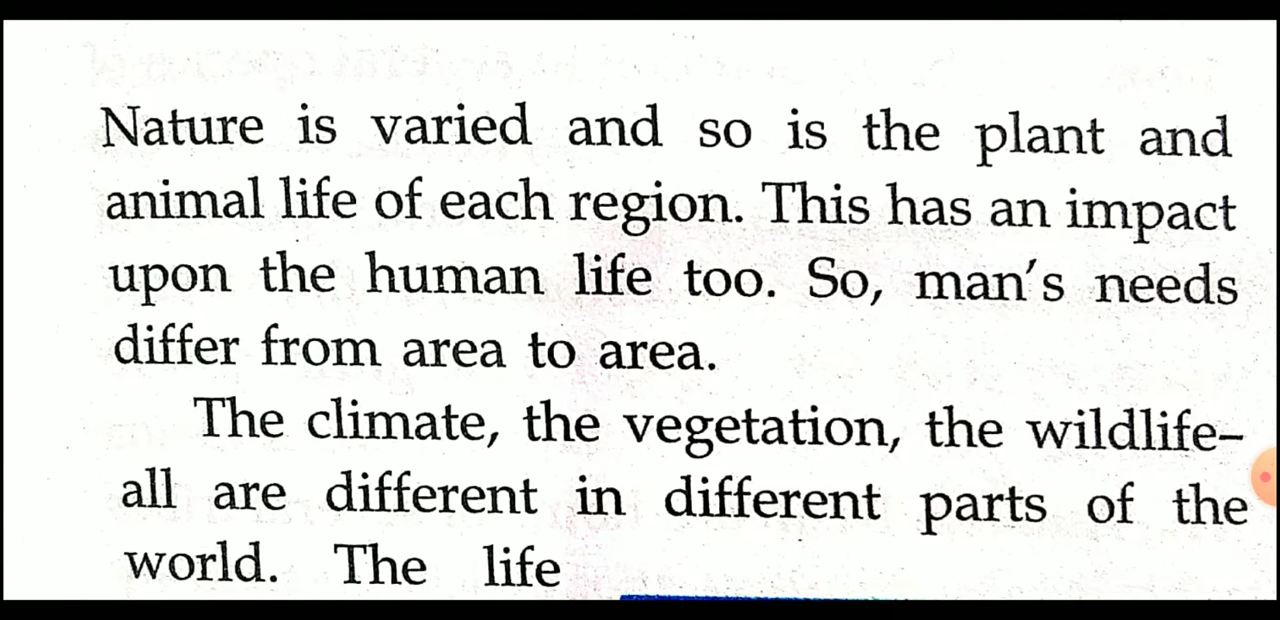 Nature is varied and so is the plant and
animal life of each region. This has an impact
upon the human life too. So, man's needs
differ from area to area.
The climate, the vegetation, the wildlife–
all are different in different parts of the
world. The life